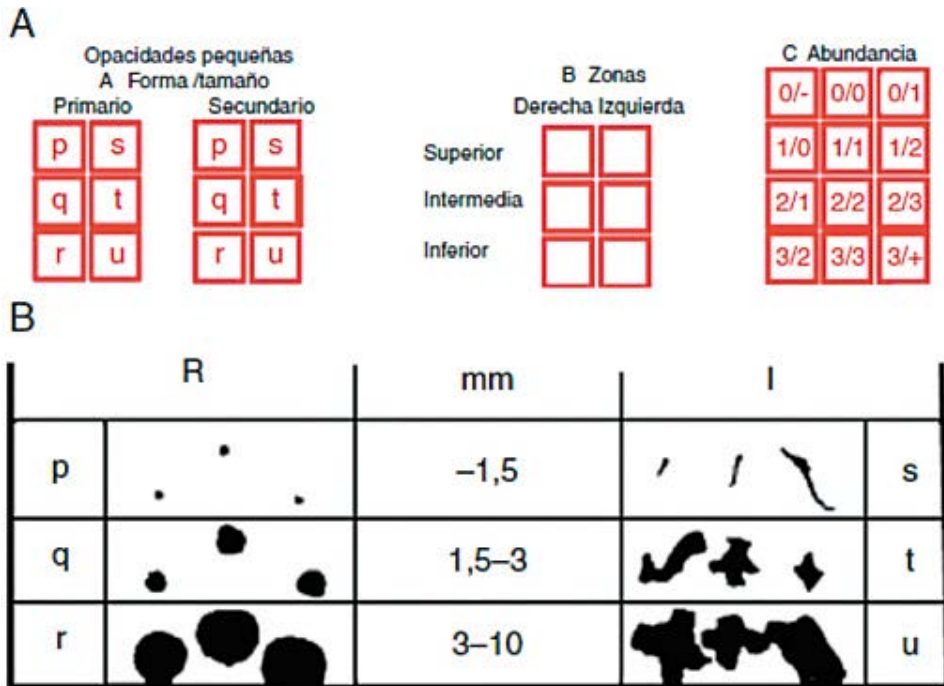 A
Opacidades pequeñas
A Forma /tamaño
Primario Secundario
p s p s
q t q t
r u r u
B Zonas
Derecha Izquierda
Superior
Intermedia
Inferior
C Abundancia
0/- 0/0 0/1
1/0 1/1 1/2
2/1 2/2 2/3
3/2 3/3 3/+
B
R mm I
p –1,5 s
q 1,5–3 t
r 3–10 u